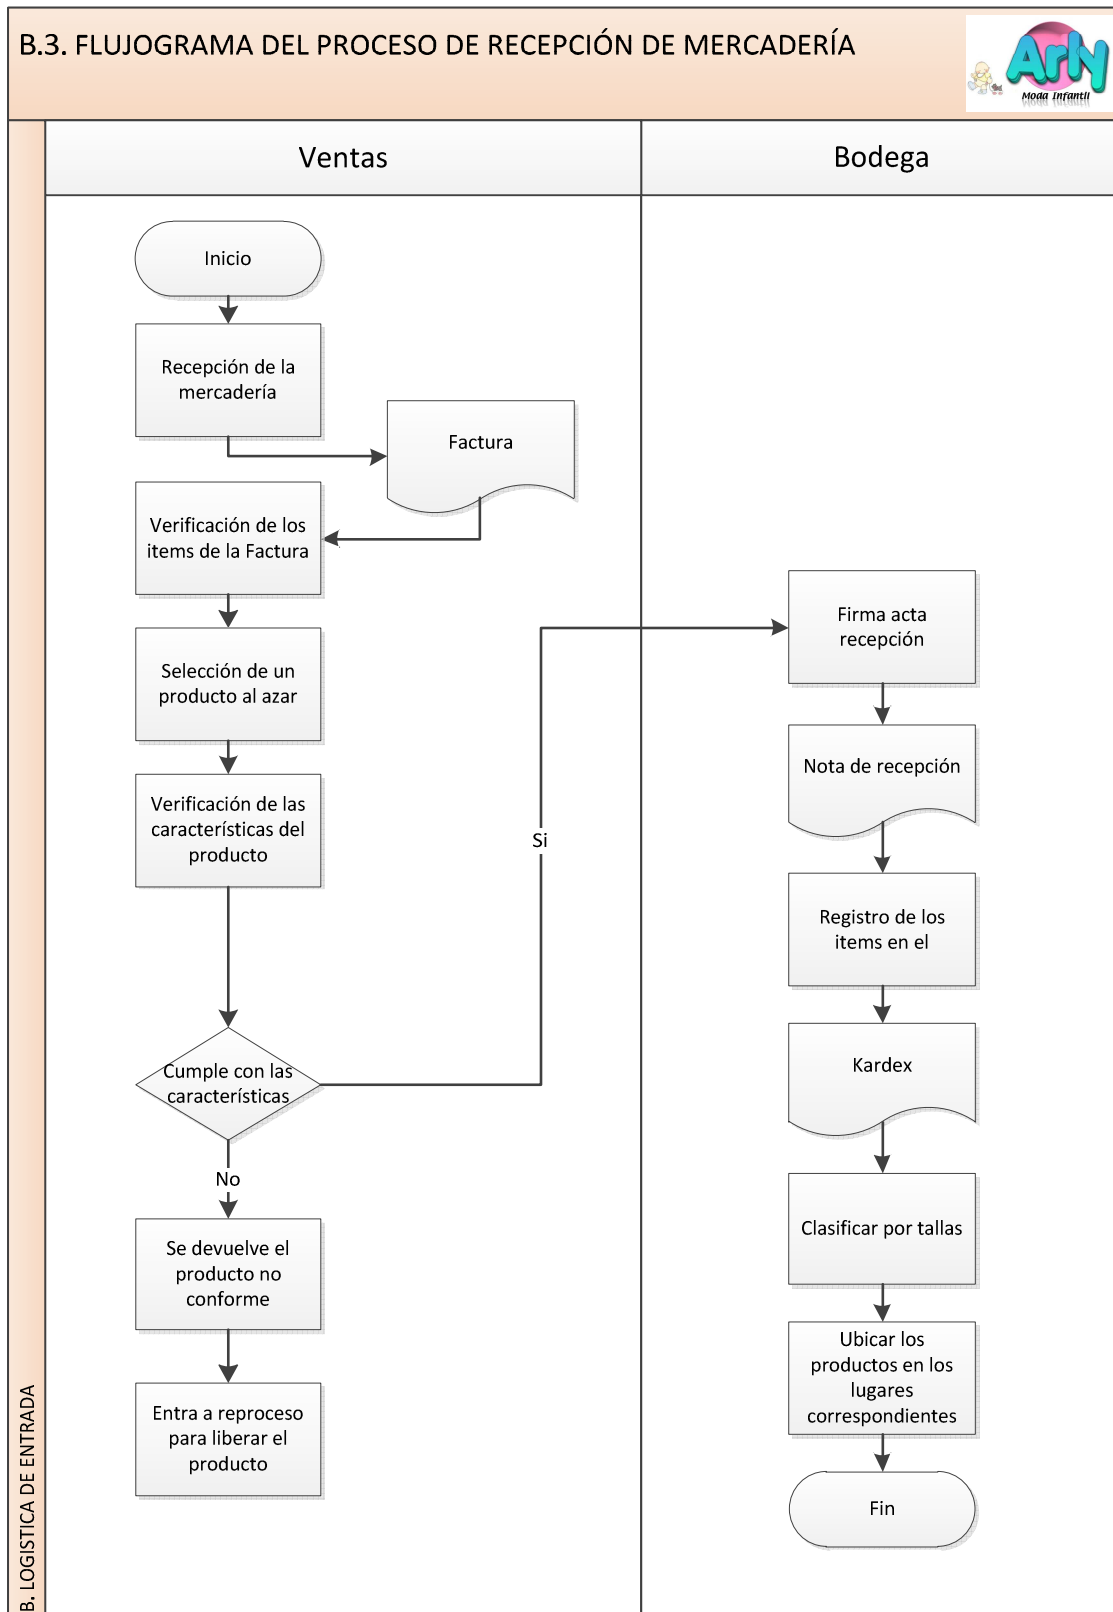 B.3. FLUJOGRAMA DEL PROCESO DE RECEPCIÓN DE MERCADERÍA
Arly
Moda Infantil
B. LOGISTICA DE ENTRADA
Ventas
Bodega
Inicio
Recepción de la
mercadería
Factura
Verificación de los
items de la Factura
Selección de un
producto al azar
Verificación de las
características del
producto
Cumple con las
características
Si
No
Se devuelve el
producto no
conforme
Entra a reproceso
para liberar el
producto
Firma acta
recepción
Nota de recepción
Registro de los
items en el
Kardex
Clasificar por tallas
Ubicar los
productos en los
lugares
correspondientes
Fin